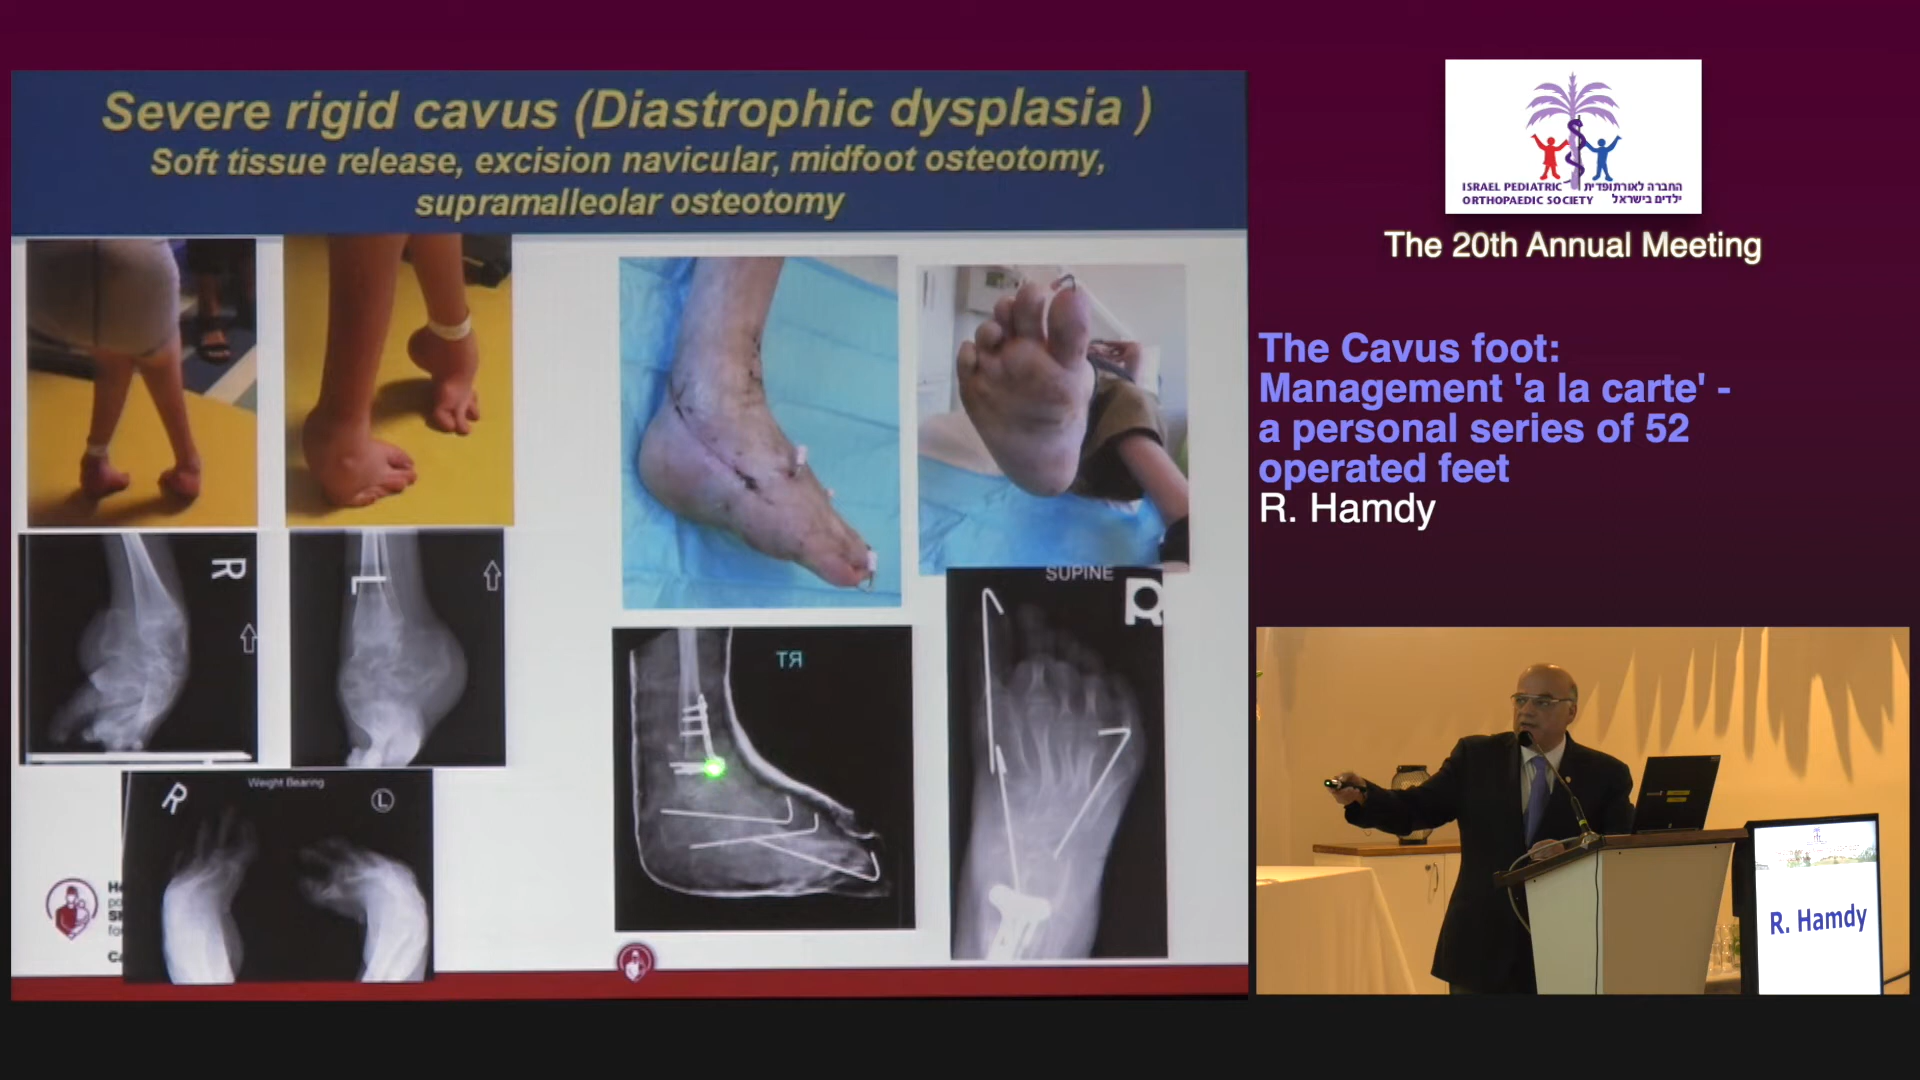 Severe rigid cavus (Diastrophic dysplasia )
Soft tissue release, excision navicular, midfoot osteotomy,
supramalleolar osteotomy
R
L
SUPINE
R
TR
Weight Bearing
R
L
ISRAEL PEDIATRIC החברה לאורתופדית
ORTHOPAEDIC SOCIETY ילדים בישראל
The 20th Annual Meeting
The Cavus foot:
Management 'a la carte' -
a personal series of 52
operated feet
R. Hamdy
R. Hamdy